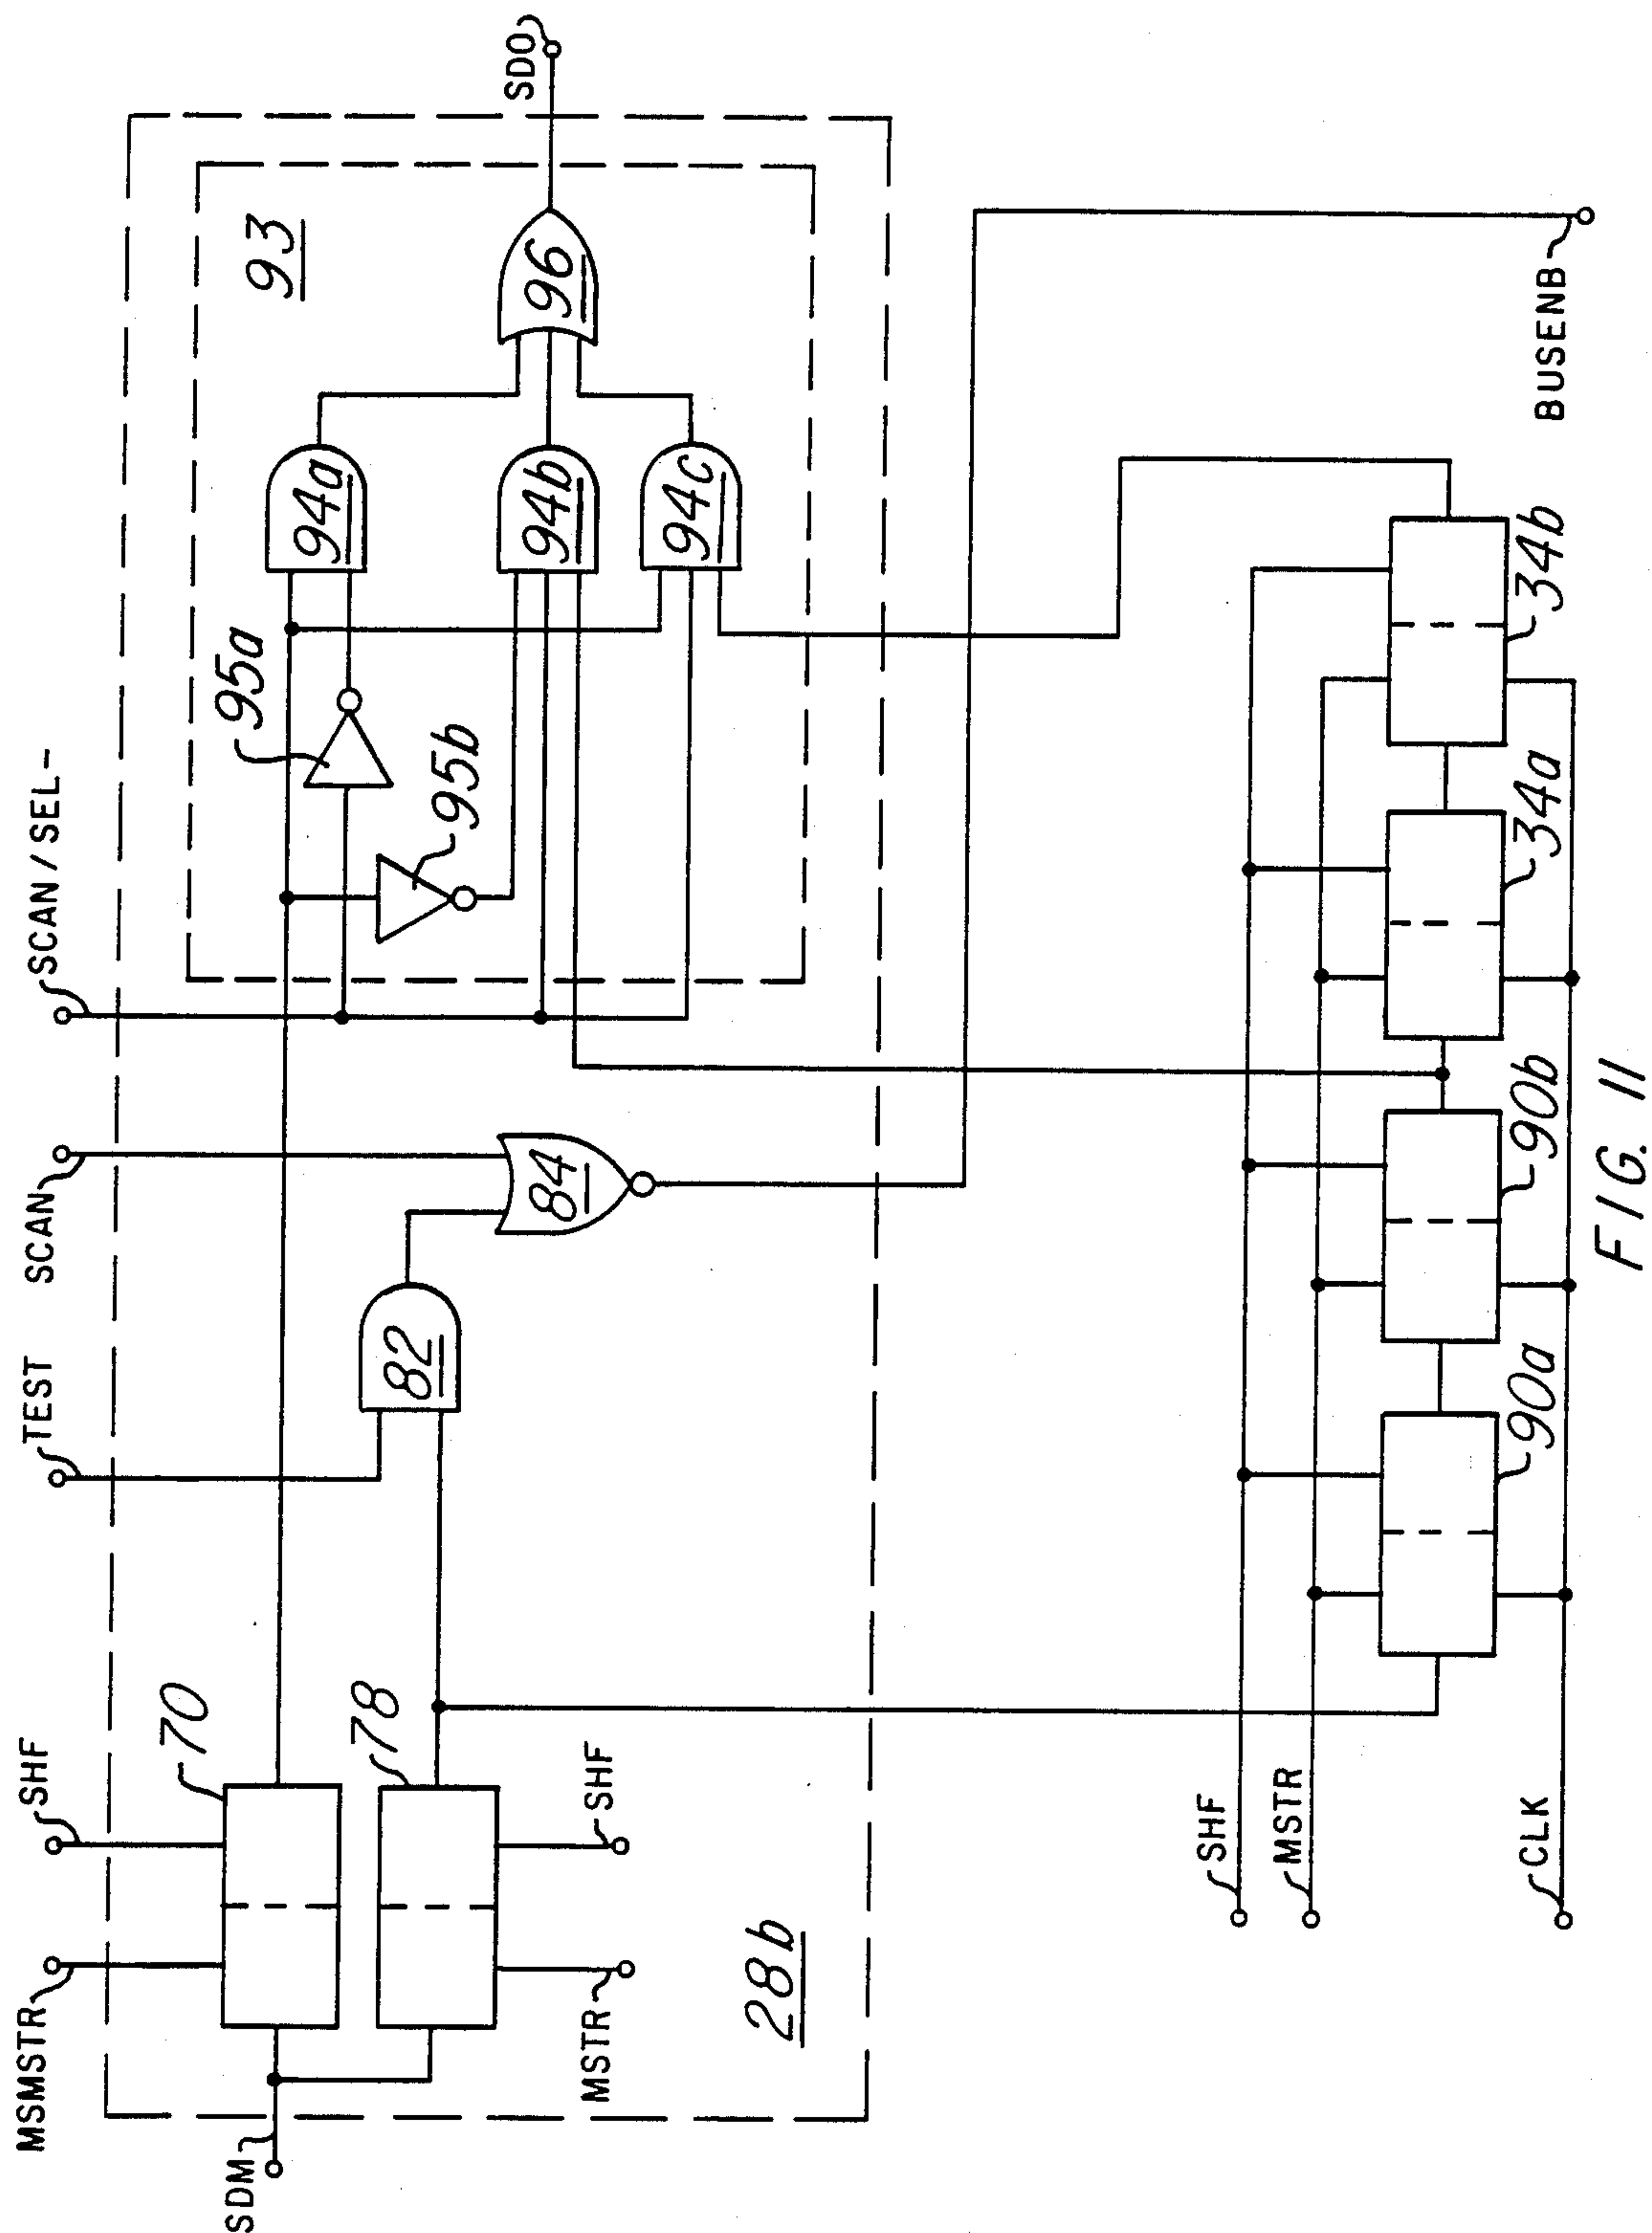 MSMSTR
SHF
TEST
SCAN
SCAN/SEL-
SDM
SDO
70
78
82
84
93
94a
94b
94c
95a
95b
96
MSTR
SHF
28b
SHF
MSTR
CLK
90a
90b
34a
34b
BUSENB
FIG. 11